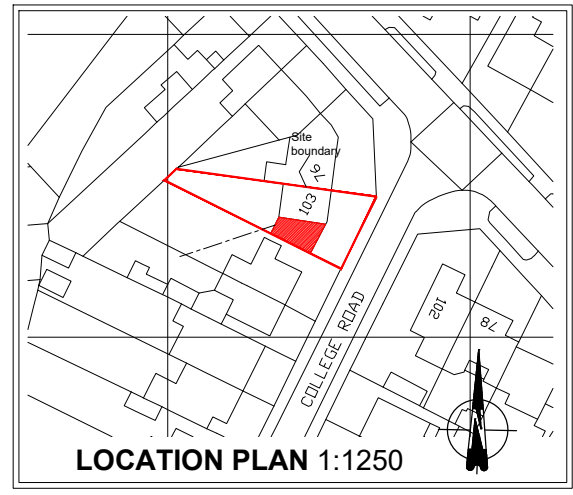 Site
boundary
76
103
COLLEGE ROAD
102
78
LOCATION PLAN 1:1250
N